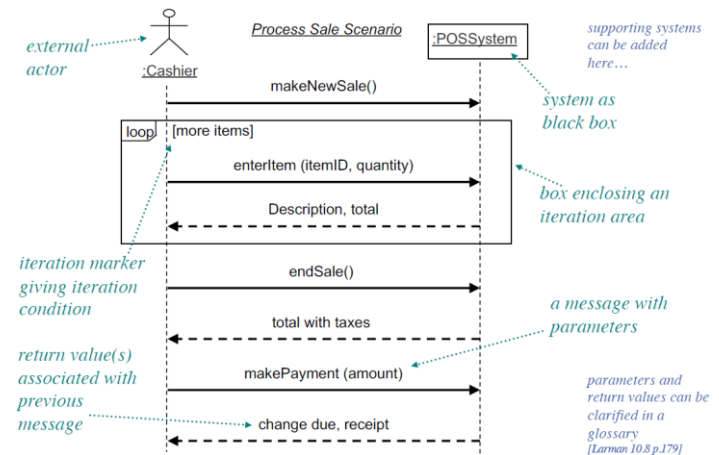 Process Sale Scenario
supporting systems
can be added
here…
external
actor
:Cashier
:POSSystem
makeNewSale()
system as
black box
loop
[more items]
enterItem (itemID, quantity)
Description, total
box enclosing an
iteration area
iteration marker
giving iteration
condition
endSale()
total with taxes
a message with
parameters
return value(s)
associated with
previous
message
makePayment (amount)
change due, receipt
parameters and
return values can be
clarified in a
glossary
[Larman 10.8 p.179]